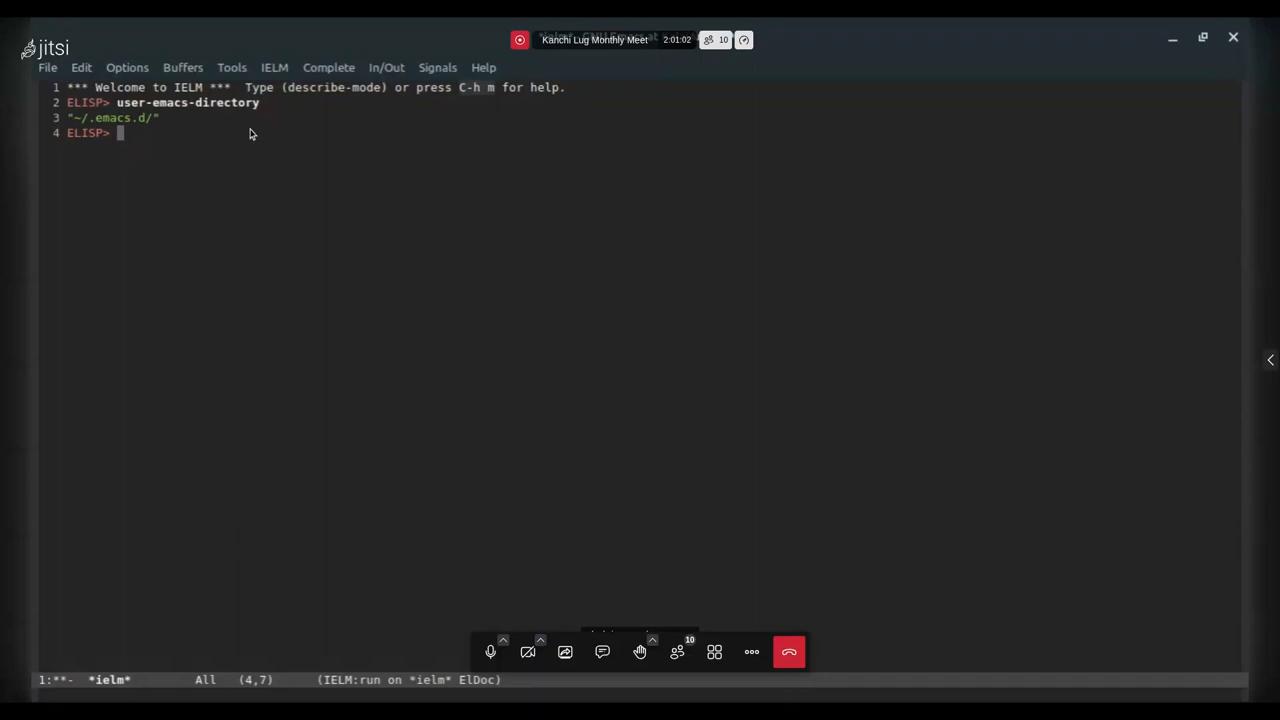 jitsi
Kanchi Lug Monthly Meet 2:01:02 10
File Edit Options Buffers Tools IELM Complete In/Out Signals Help
1 *** Welcome to IELM *** Type (describe-mode) or press C-h m for help.
2 ELISP> user-emacs-directory
3 "~/.emacs.d/"
4 ELISP>
10
1:**- *ielm* All (4,7) (IELM:run on *ielm* ElDoc)